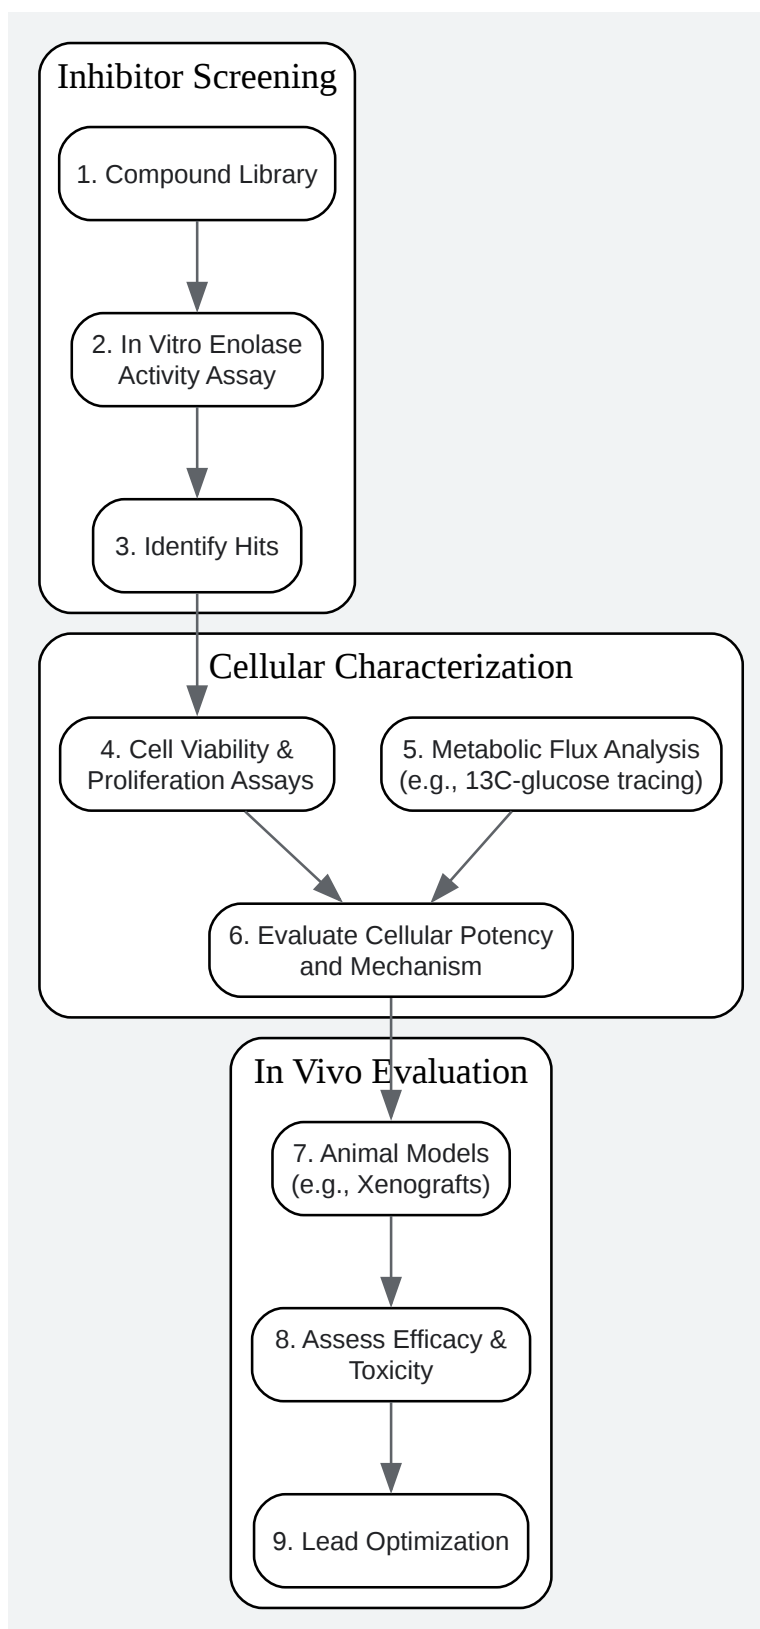 Inhibitor Screening
1. Compound Library
2. In Vitro Enolase
Activity Assay
3. Identify Hits
Cellular Characterization
4. Cell Viability &
Proliferation Assays
5. Metabolic Flux Analysis
(e.g., 13C-glucose tracing)
6. Evaluate Cellular Potency
and Mechanism
In Vivo Evaluation
7. Animal Models
(e.g., Xenografts)
8. Assess Efficacy &
Toxicity
9. Lead Optimization